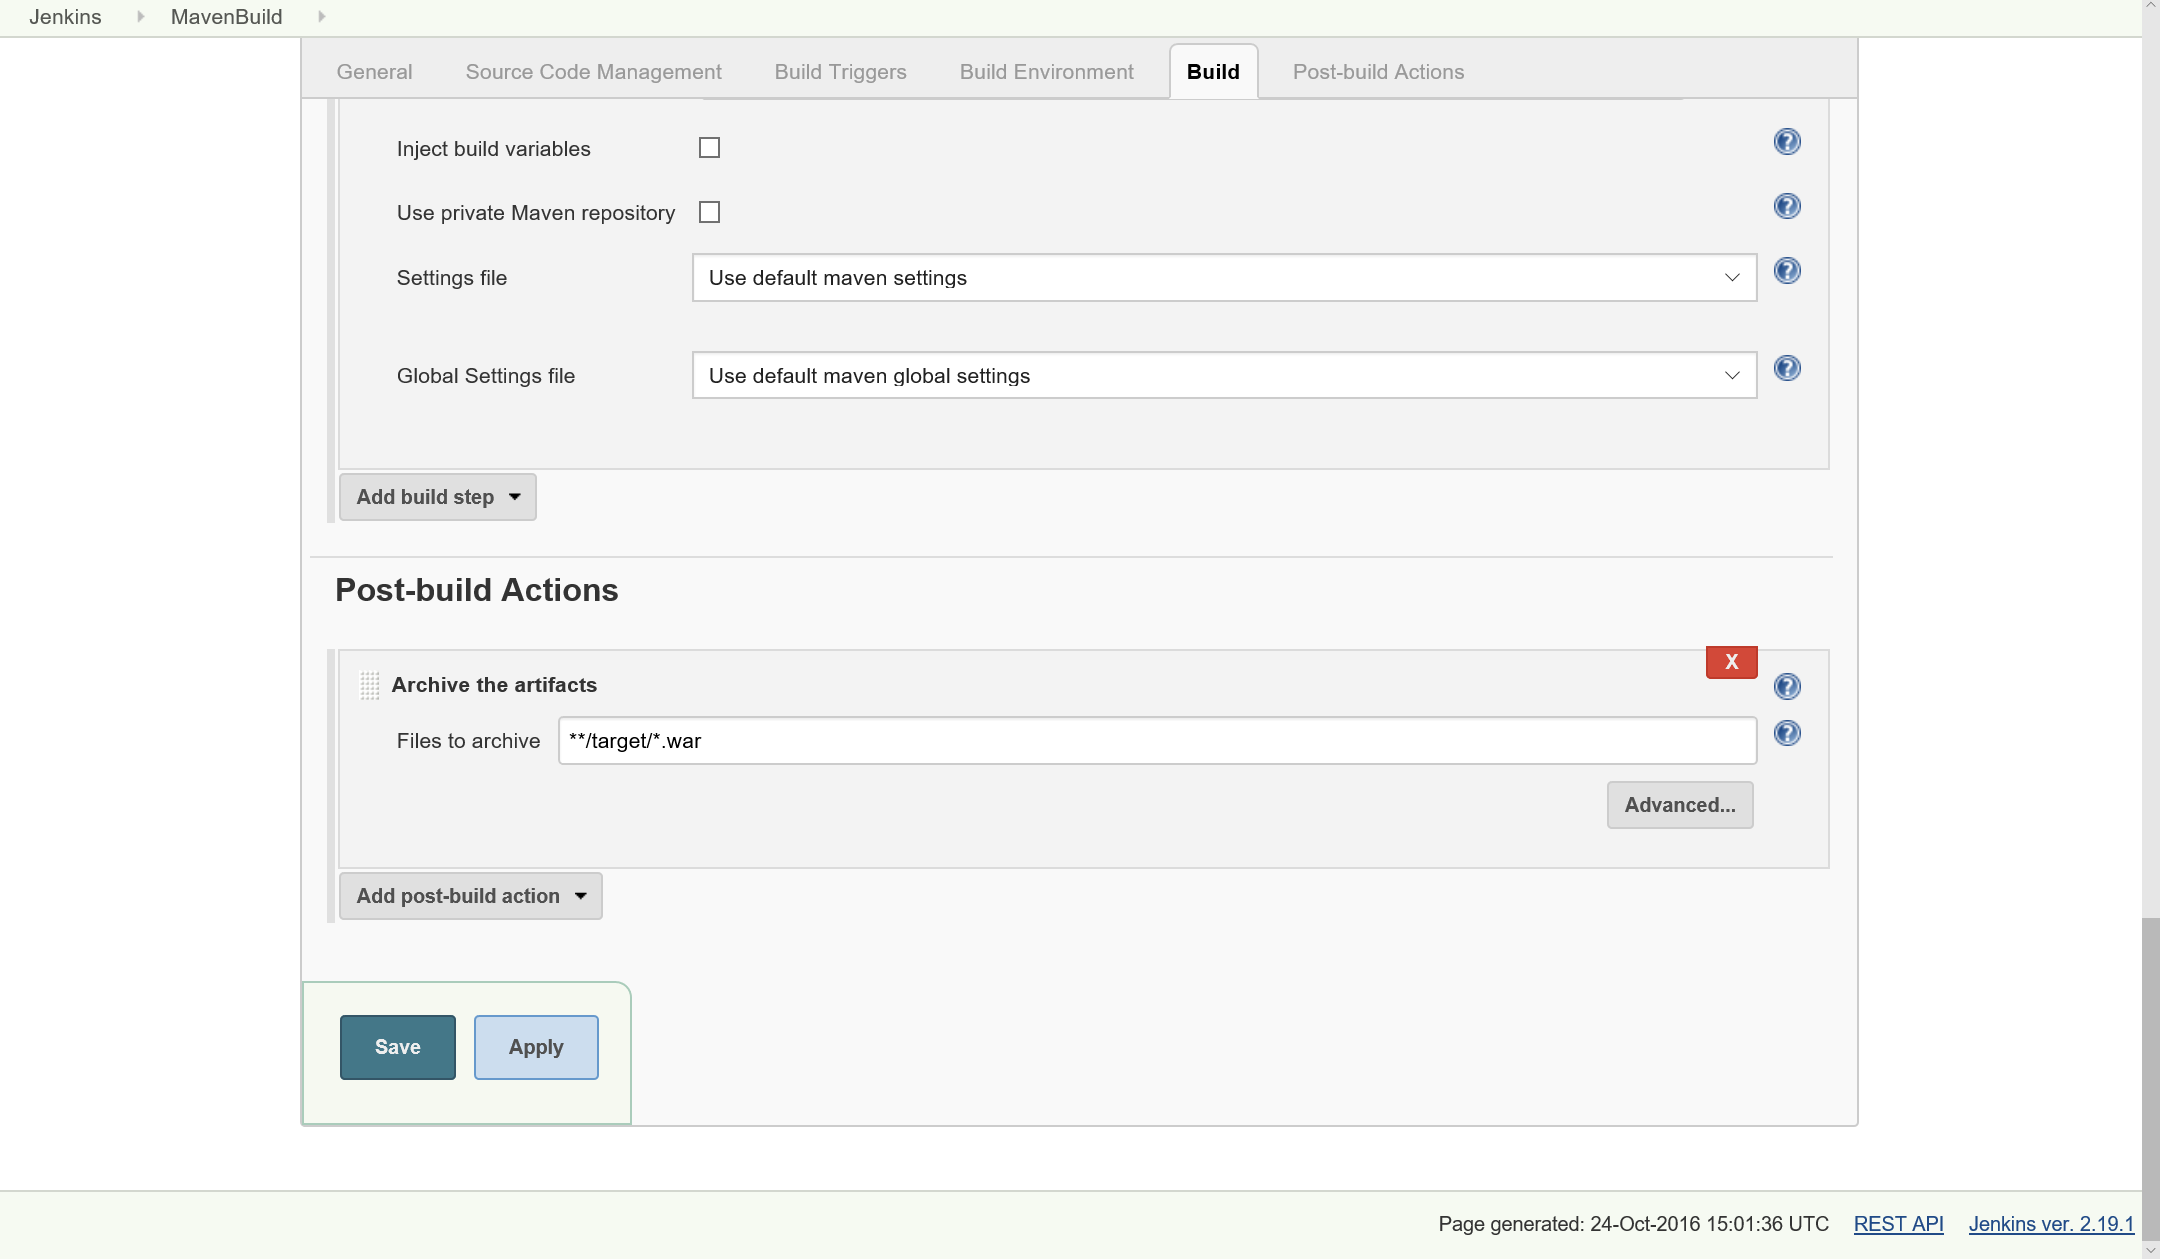 Jenkins MavenBuild
General Source Code Management Build Triggers Build Environment Build Post-build Actions
Inject build variables
Use private Maven repository
Settings file Use default maven settings
Global Settings file Use default maven global settings
Add build step
Post-build Actions
X
Archive the artifacts
Files to archive **/target/*.war
Advanced...
Add post-build action
Save Apply
Page generated: 24-Oct-2016 15:01:36 UTC REST API Jenkins ver. 2.19.1